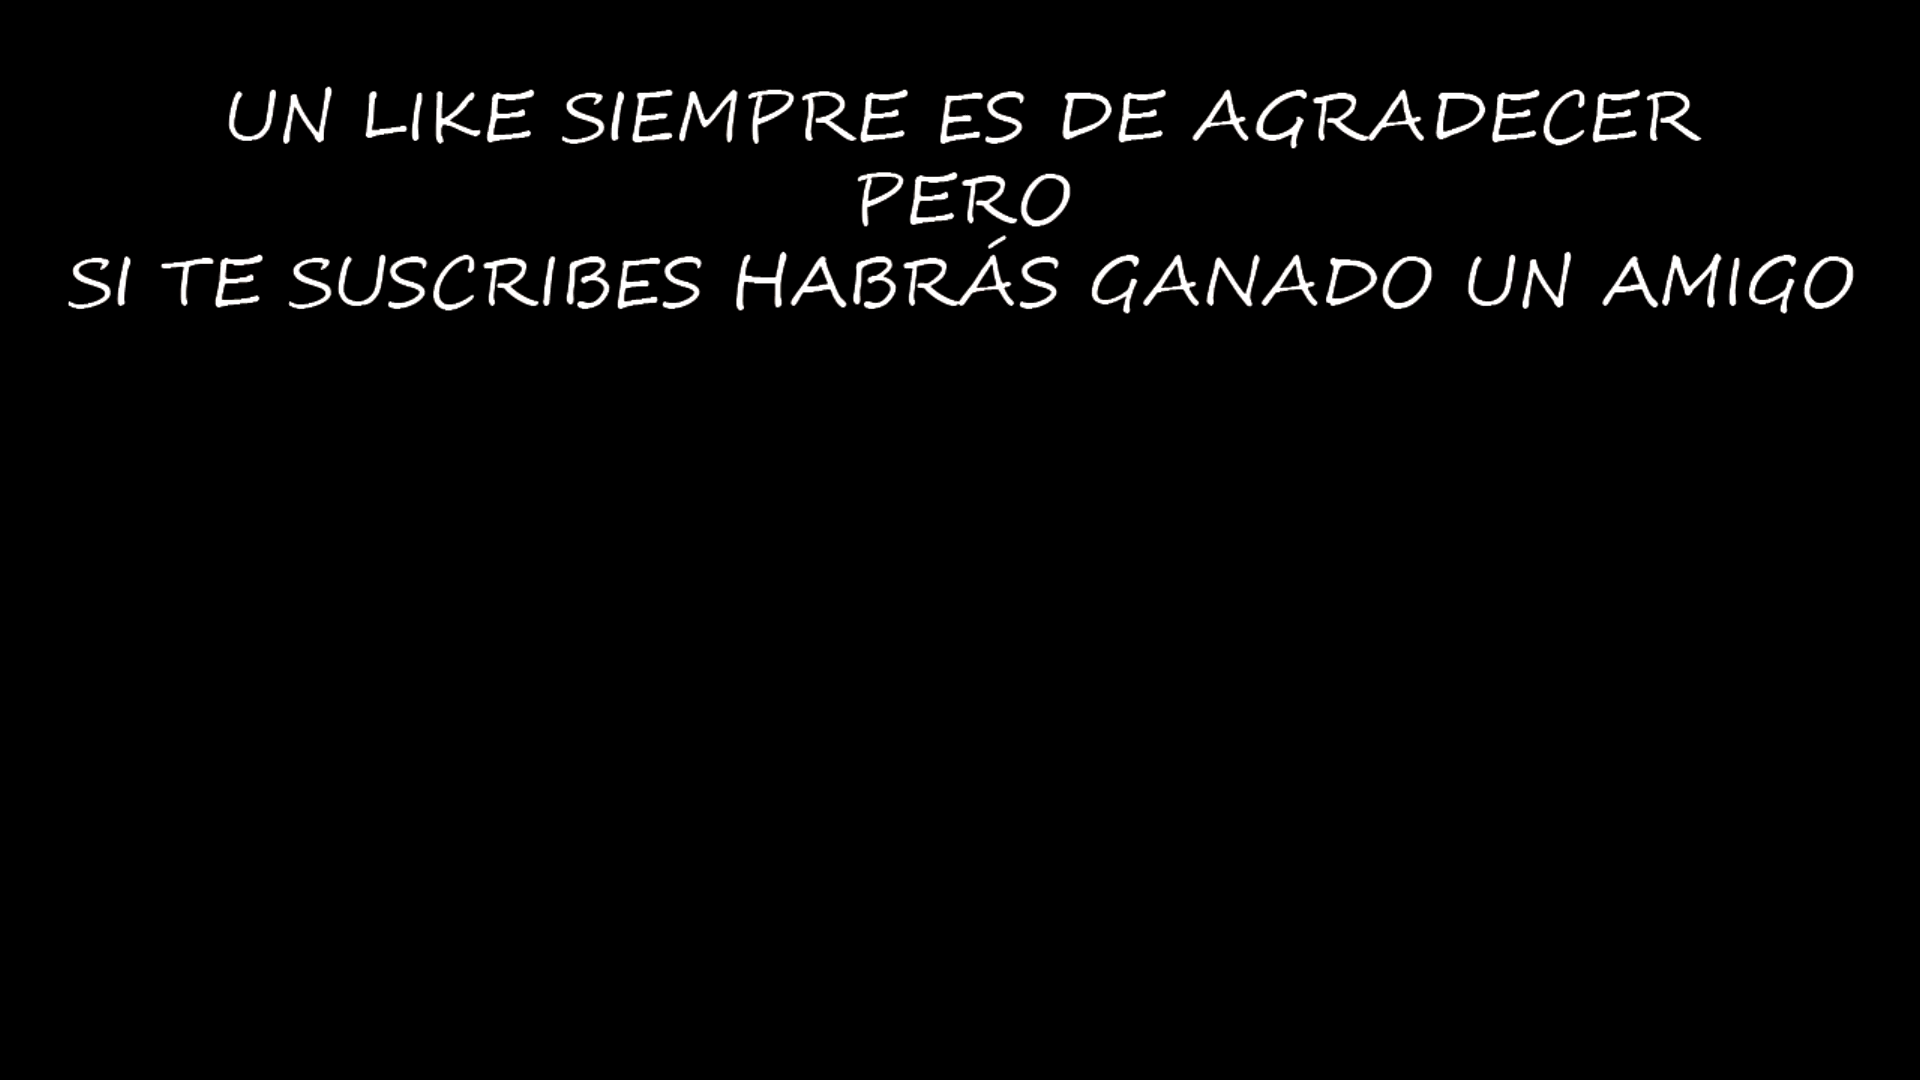 UN LIKE SIEMPRE ES DE AGRADECER
PERO
SI TE SUSCRIBES HABRÁS GANADO UN AMIGO